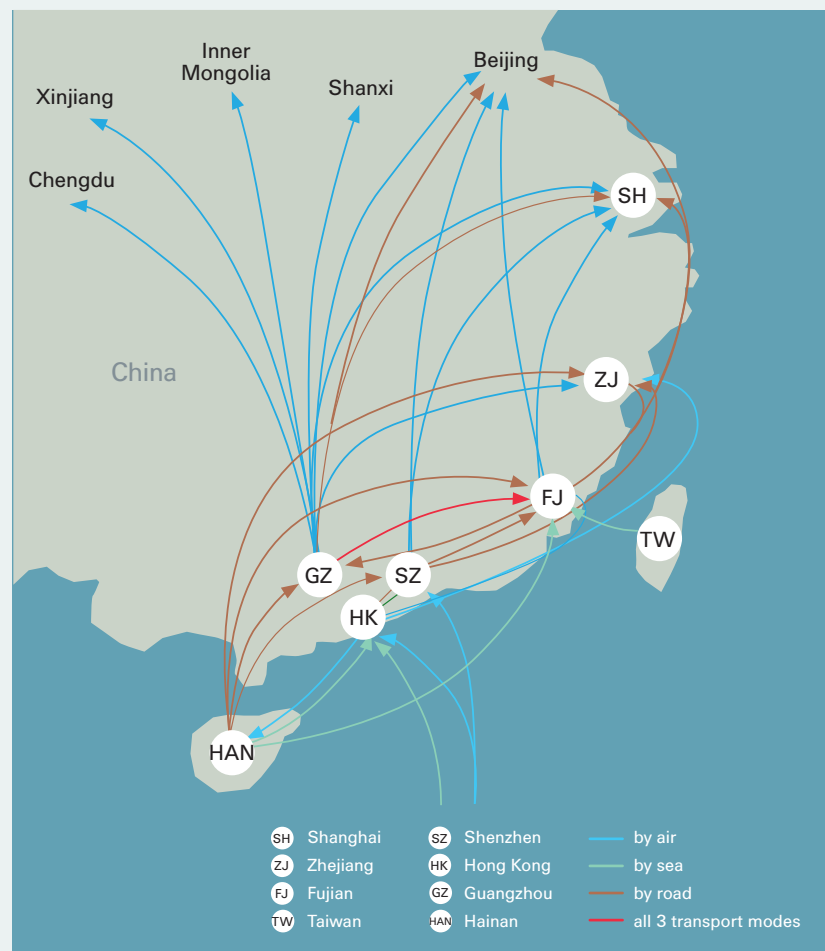 Inner
Mongolia
Beijing
Shanxi
Xinjiang
Chengdu
SH
China
ZJ
FJ
TW
GZ
SZ
HK
HAN
SH Shanghai
ZJ Zhejiang
FJ Fujian
TW Taiwan
SZ Shenzhen
HK Hong Kong
GZ Guangzhou
HAN Hainan
by air
by sea
by road
all 3 transport modes